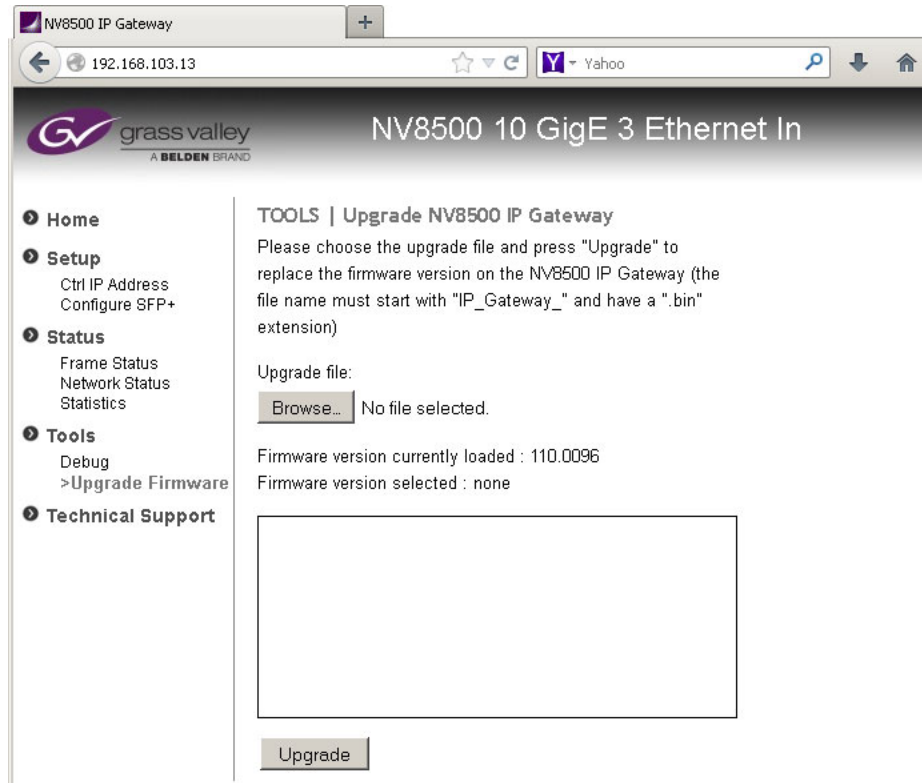 NV8500 IP Gateway
+
192.168.103.13
Y Yahoo
GV grass valley
A BELDEN BRAND
NV8500 10 GigE 3 Ethernet In
Home
Setup
Ctrl IP Address
Configure SFP+
Status
Frame Status
Network Status
Statistics
Tools
Debug
>Upgrade Firmware
Technical Support
TOOLS | Upgrade NV8500 IP Gateway
Please choose the upgrade file and press "Upgrade" to
replace the firmware version on the NV8500 IP Gateway (the
file name must start with "IP_Gateway_" and have a ".bin"
extension)
Upgrade file:
Browse... No file selected.
Firmware version currently loaded : 110.0096
Firmware version selected : none
Upgrade